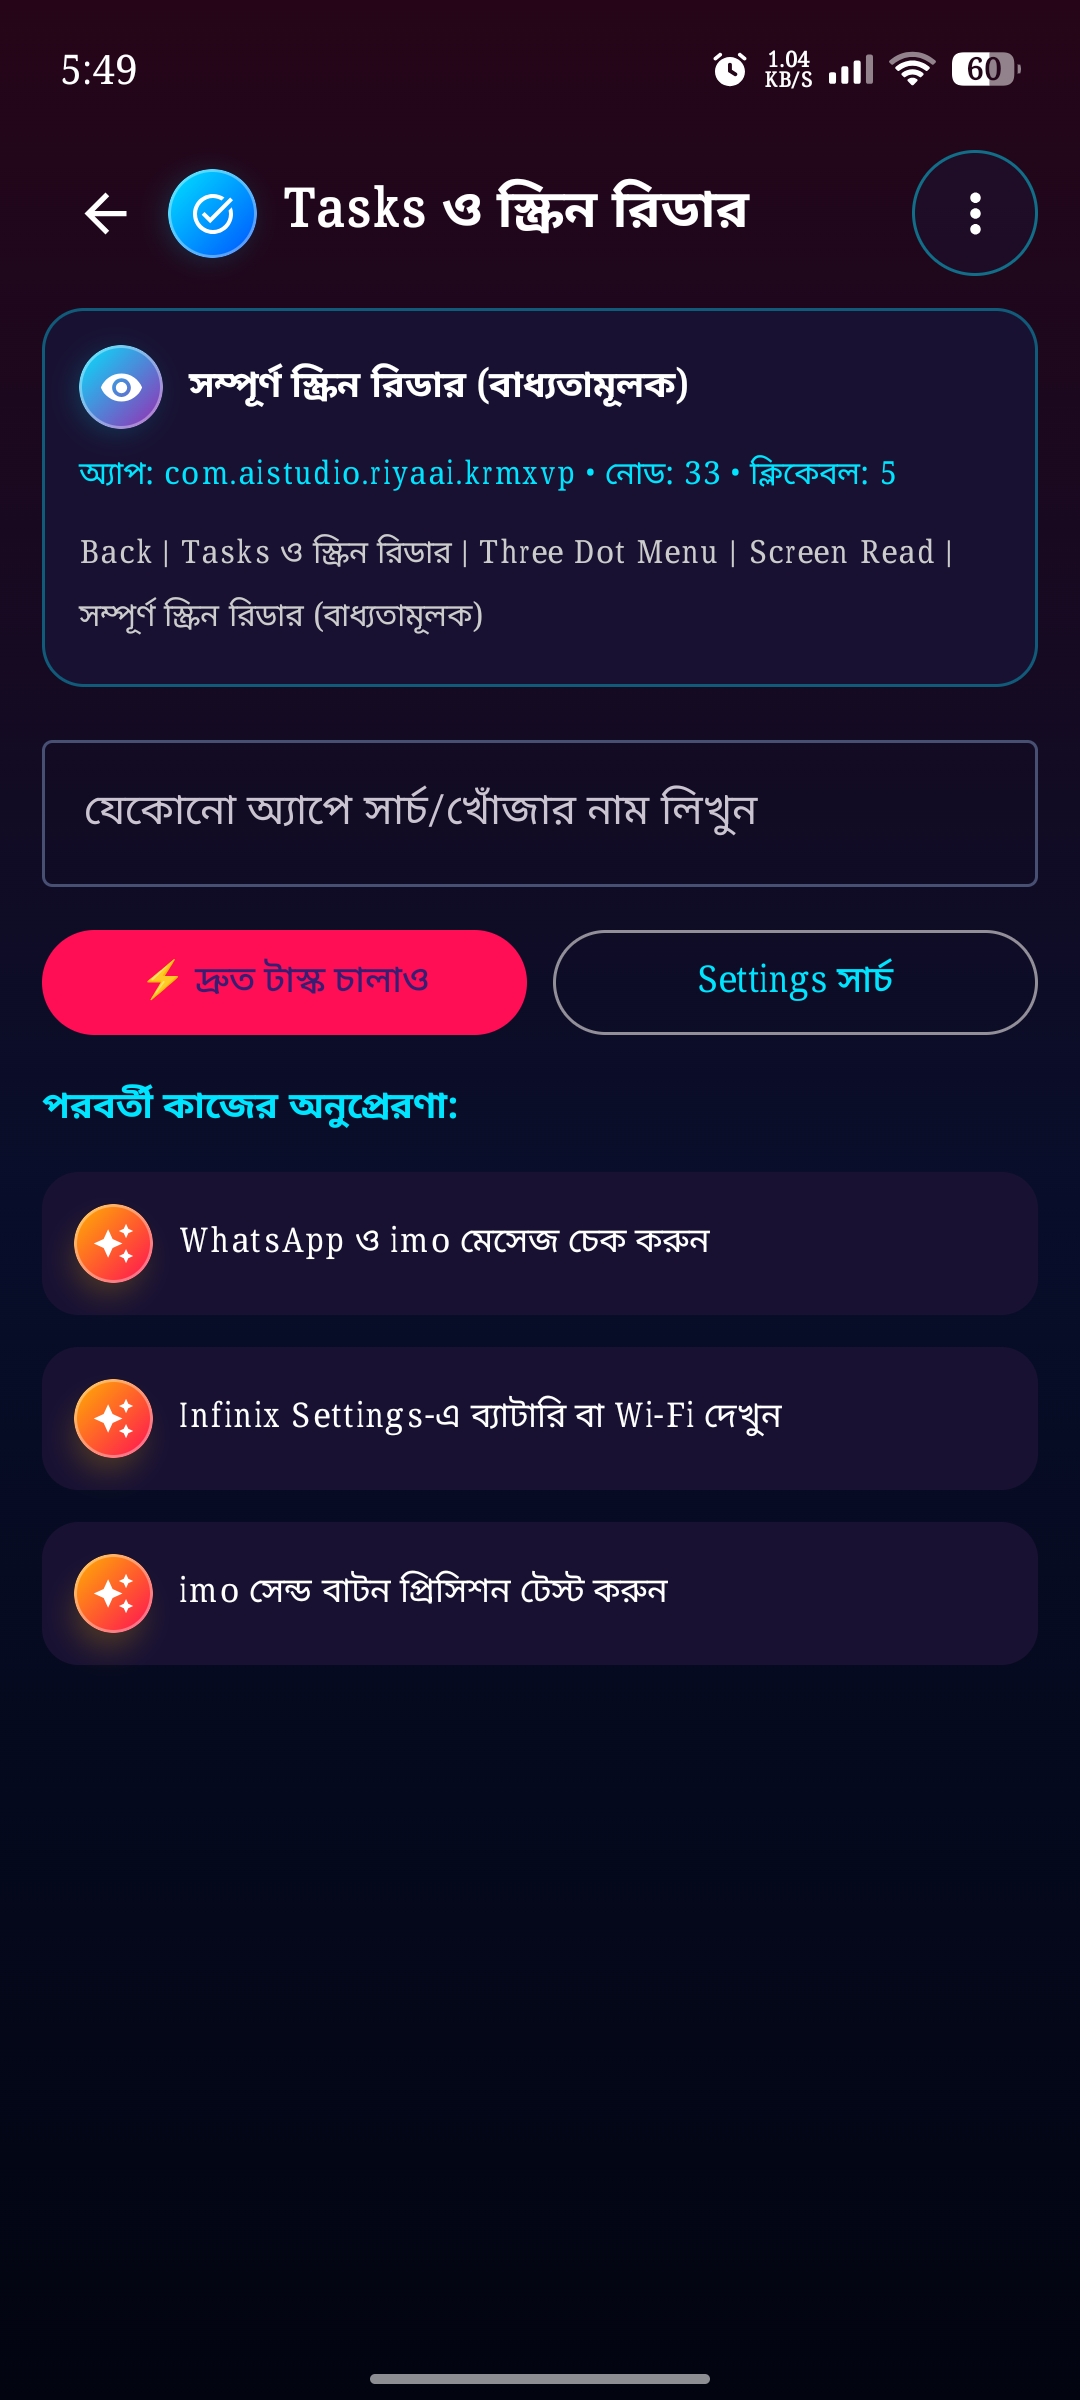 5:49
1.04
KB/S
60
Tasks ও স্ক্রিন রিডার
সম্পূর্ণ স্ক্রিন রিডার (বাধ্যতামূলক)
অ্যাপ: com.aistudio.riyaai.krmxvp • নোড: 33 • ক্লিকেবল: 5
Back | Tasks ও স্ক্রিন রিডার | Three Dot Menu | Screen Read |
সম্পূর্ণ স্ক্রিন রিডার (বাধ্যতামূলক)
যেকোনো অ্যাপে সার্চ/খোঁজার নাম লিখুন
⚡ দ্রুত টাস্ক চালাও
Settings সার্চ
পরবর্তী কাজের অনুপ্রেরণা:
WhatsApp ও imo মেসেজ চেক করুন
Infinix Settings-এ ব্যাটারি বা Wi-Fi দেখুন
imo সেন্ড বাটন প্রিসিশন টেস্ট করুন